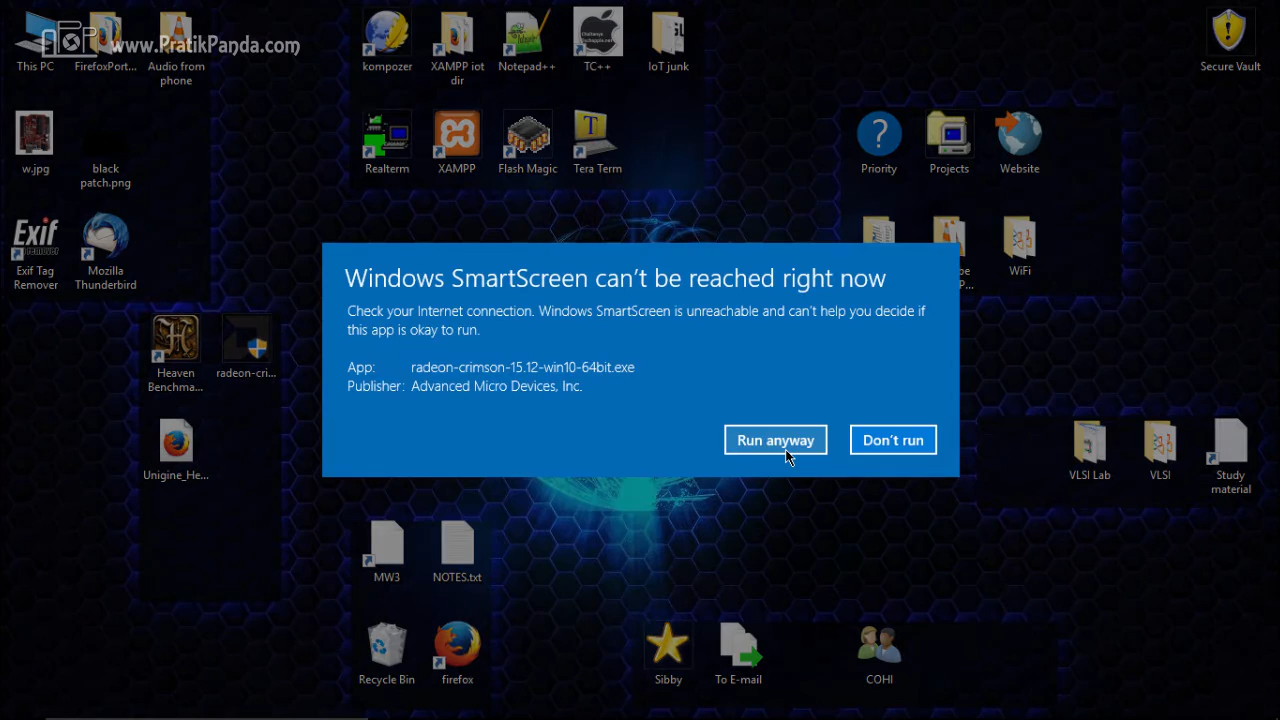 www.PratikPanda.com
This PC
FirefoxPort...
Audio from
phone
kompozer
XAMPP iot
dir
Notepad++
TC++
IoT junk
Secure Vault
w.jpg
black
patch.png
Realterm
XAMPP
Flash Magic
T
Tera Term
?
Priority
Projects
Website
Exif
Exif Tag
Remover
Mozilla
Thunderbird
WiFi
Windows SmartScreen can't be reached right now
Check your Internet connection. Windows SmartScreen is unreachable and can't help you decide if
this app is okay to run.
App: radeon-crimson-15.12-win10-64bit.exe
Publisher: Advanced Micro Devices, Inc.
Run anyway
Don't run
H
Heaven
Benchma...
radeon-cri...
Unigine_He...
VLSI Lab
VLSI
Study
material
MW3
NOTES.txt
Recycle Bin
firefox
Sibby
To E-mail
COHI